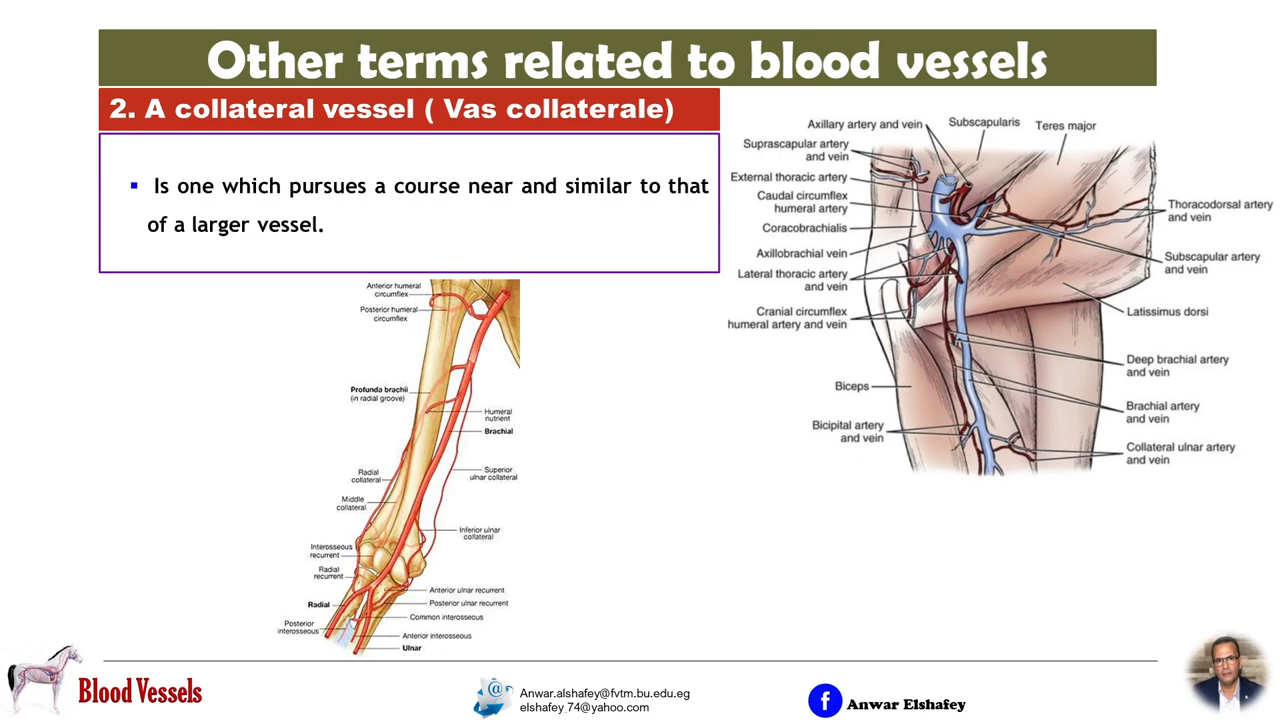 Other terms related to blood vessels
2. A collateral vessel ( Vas collaterale)
▪ Is one which pursues a course near and similar to that
of a larger vessel.
Anterior humeral
circumflex
Posterior humeral
circumflex
Profunda brachii
(in radial groove)
Humeral
nutrient
Brachial
Radial
collateral
Superior
ulnar collateral
Middle
collateral
Inferior ulnar
collateral
Interosseous
recurrent
Radial
recurrent
Anterior ulnar recurrent
Radial
Posterior ulnar recurrent
Common interosseous
Posterior
interosseous
Anterior interosseous
Ulnar
Axillary artery and vein
Subscapularis
Teres major
Suprascapular artery
and vein
External thoracic artery
Caudal circumflex
humeral artery
Coracobrachialis
Axillobrachial vein
Lateral thoracic artery
and vein
Cranial circumflex
humeral artery and vein
Biceps
Bicipital artery
and vein
Thoracodorsal artery
and vein
Subscapular artery
and vein
Latissimus dorsi
Deep brachial artery
and vein
Brachial artery
and vein
Collateral ulnar artery
and vein
Blood Vessels
@
Anwar.alshafey@fvtm.bu.edu.eg
elshafey_74@yahoo.com
f
Anwar Elshafey